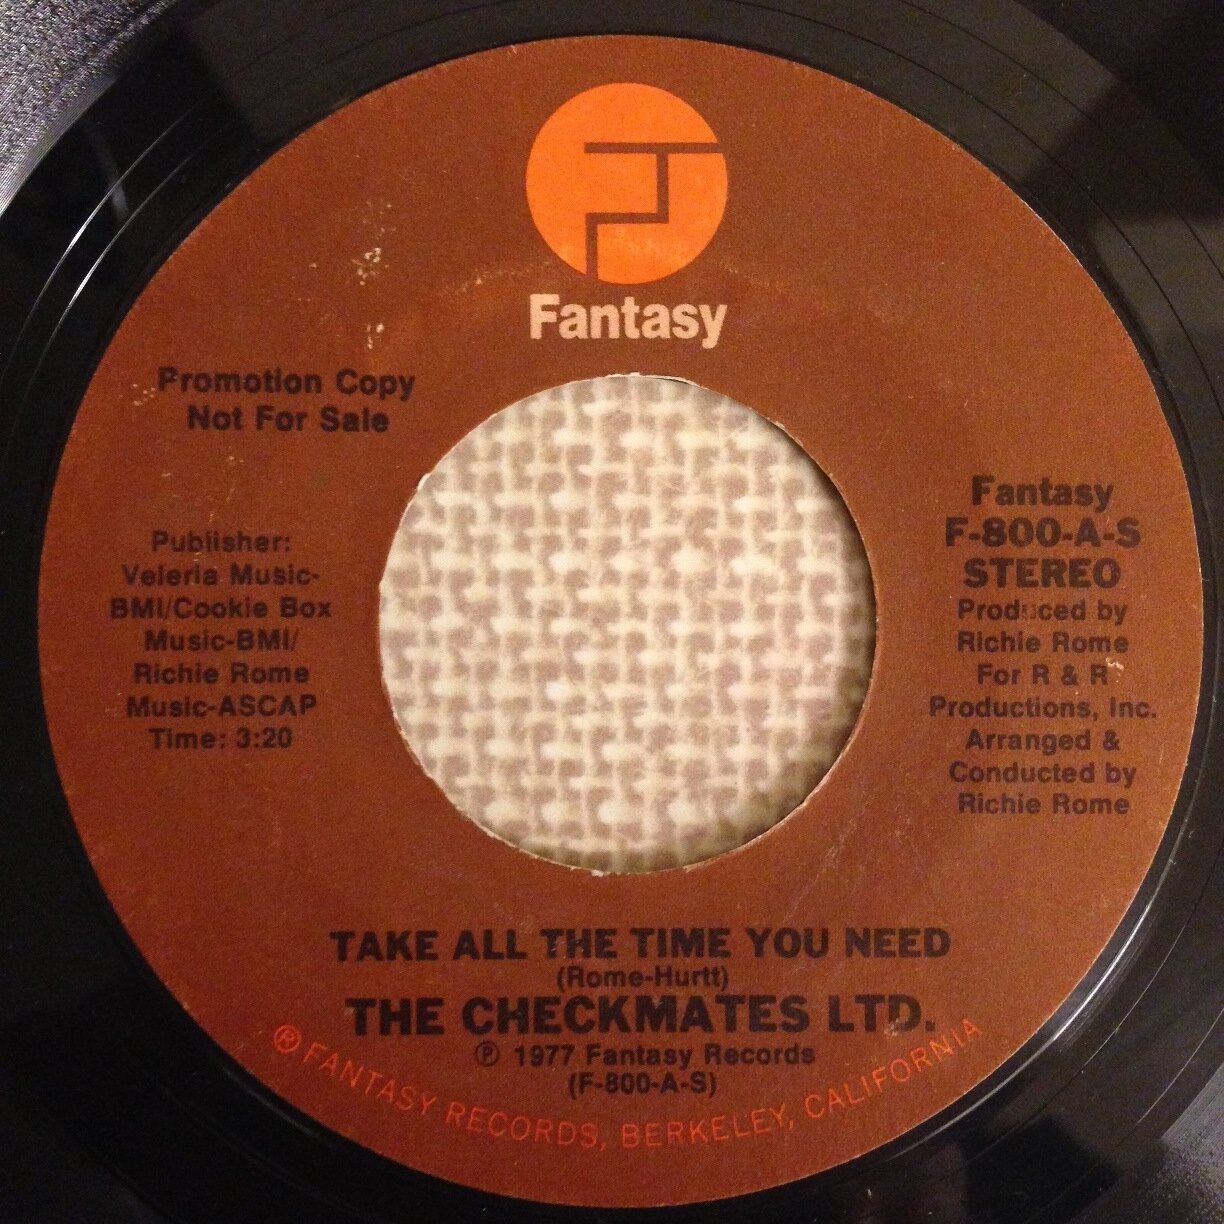 Fantasy
Promotion Copy
Not For Sale
Publisher:
Veleria Music-
BMI/Cookie Box
Music-BMI/
Richie Rome
Music-ASCAP
Time: 3:20
Fantasy
F-800-A-S
STEREO
Produced by
Richie Rome
For R & R
Productions, Inc.
Arranged &
Conducted by
Richie Rome
TAKE ALL THE TIME YOU NEED
(Rome-Hurtt)
THE CHECKMATES LTD.
℗ 1977 Fantasy Records
(F-800-A-S)
® FANTASY RECORDS, BERKELEY, CALIFORNIA